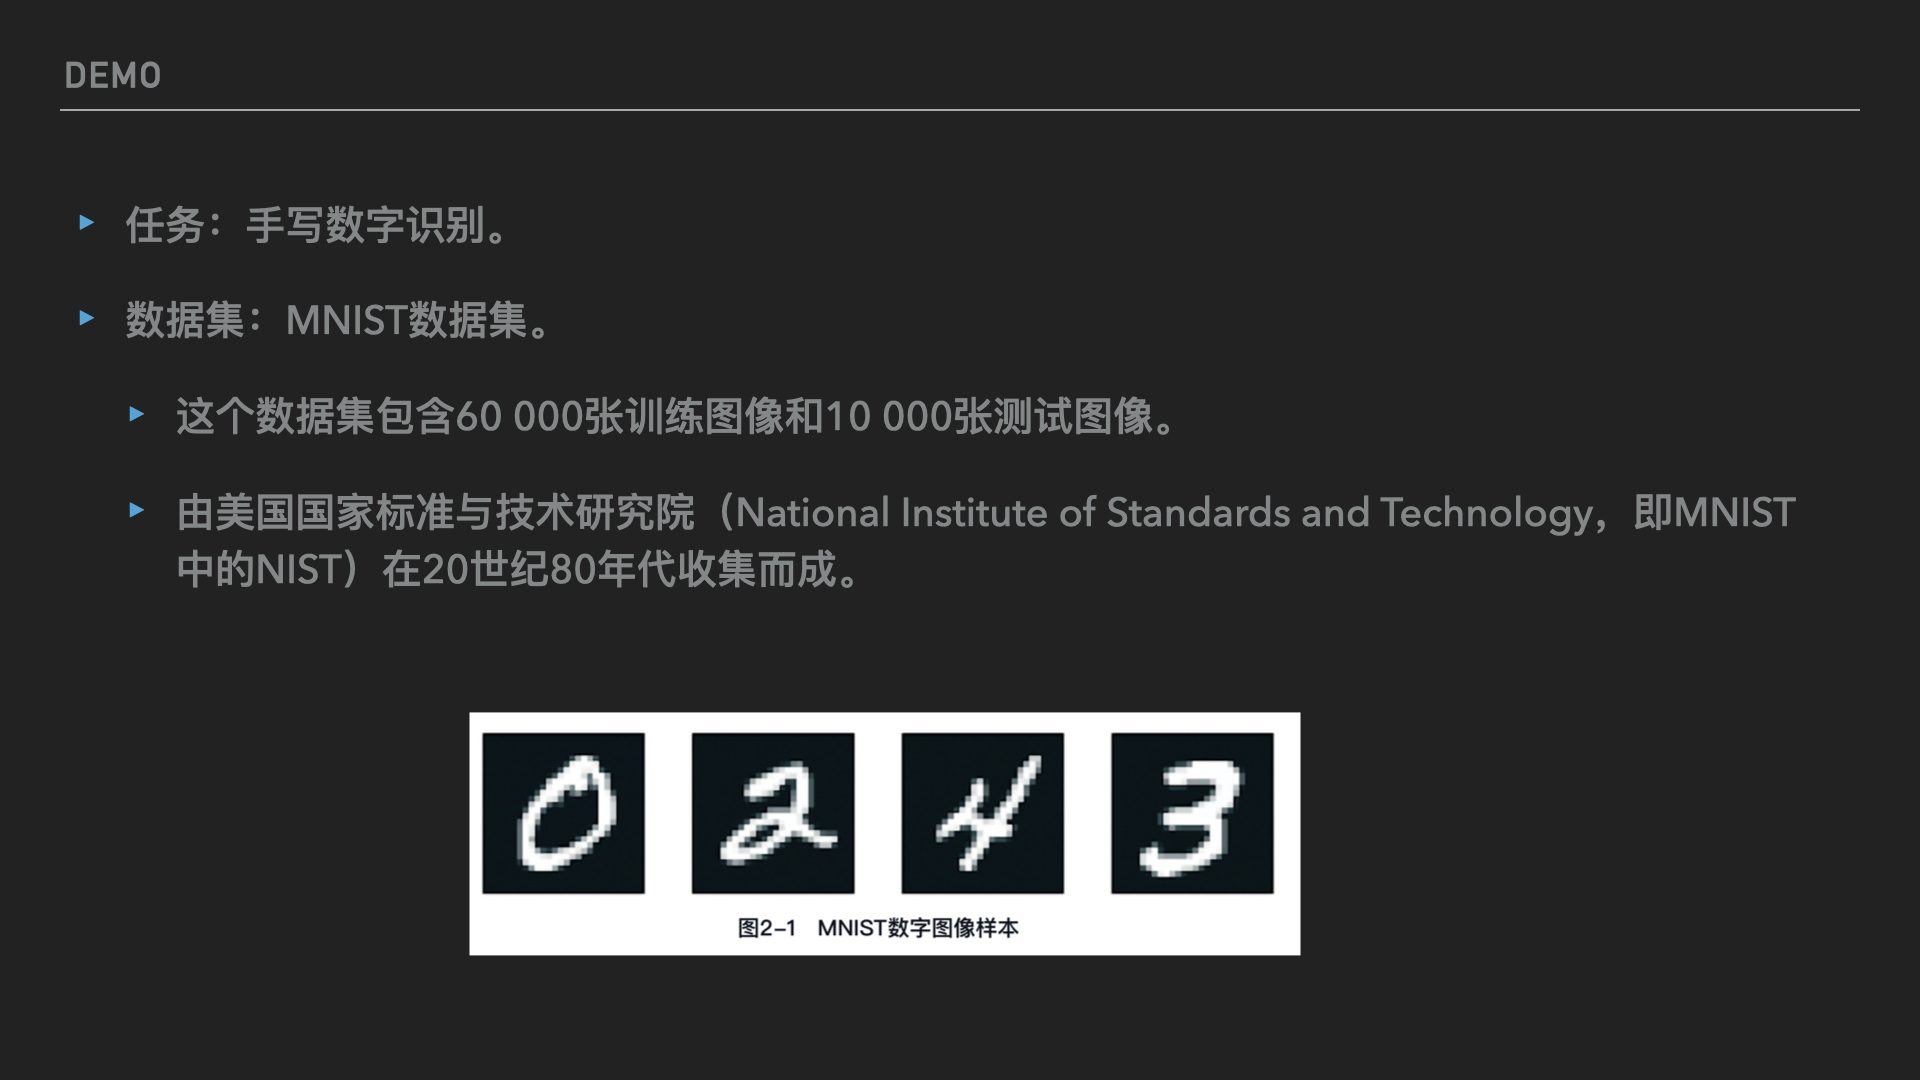 DEMO
任务：手写数字识别。
数据集：MNIST数据集。
这个数据集包含60 000张训练图像和10 000张测试图像。
由美国国家标准与技术研究院（National Institute of Standards and Technology，即MNIST
中的NIST）在20世纪80年代收集而成。
0 2 4 3
图2-1 MNIST数字图像样本